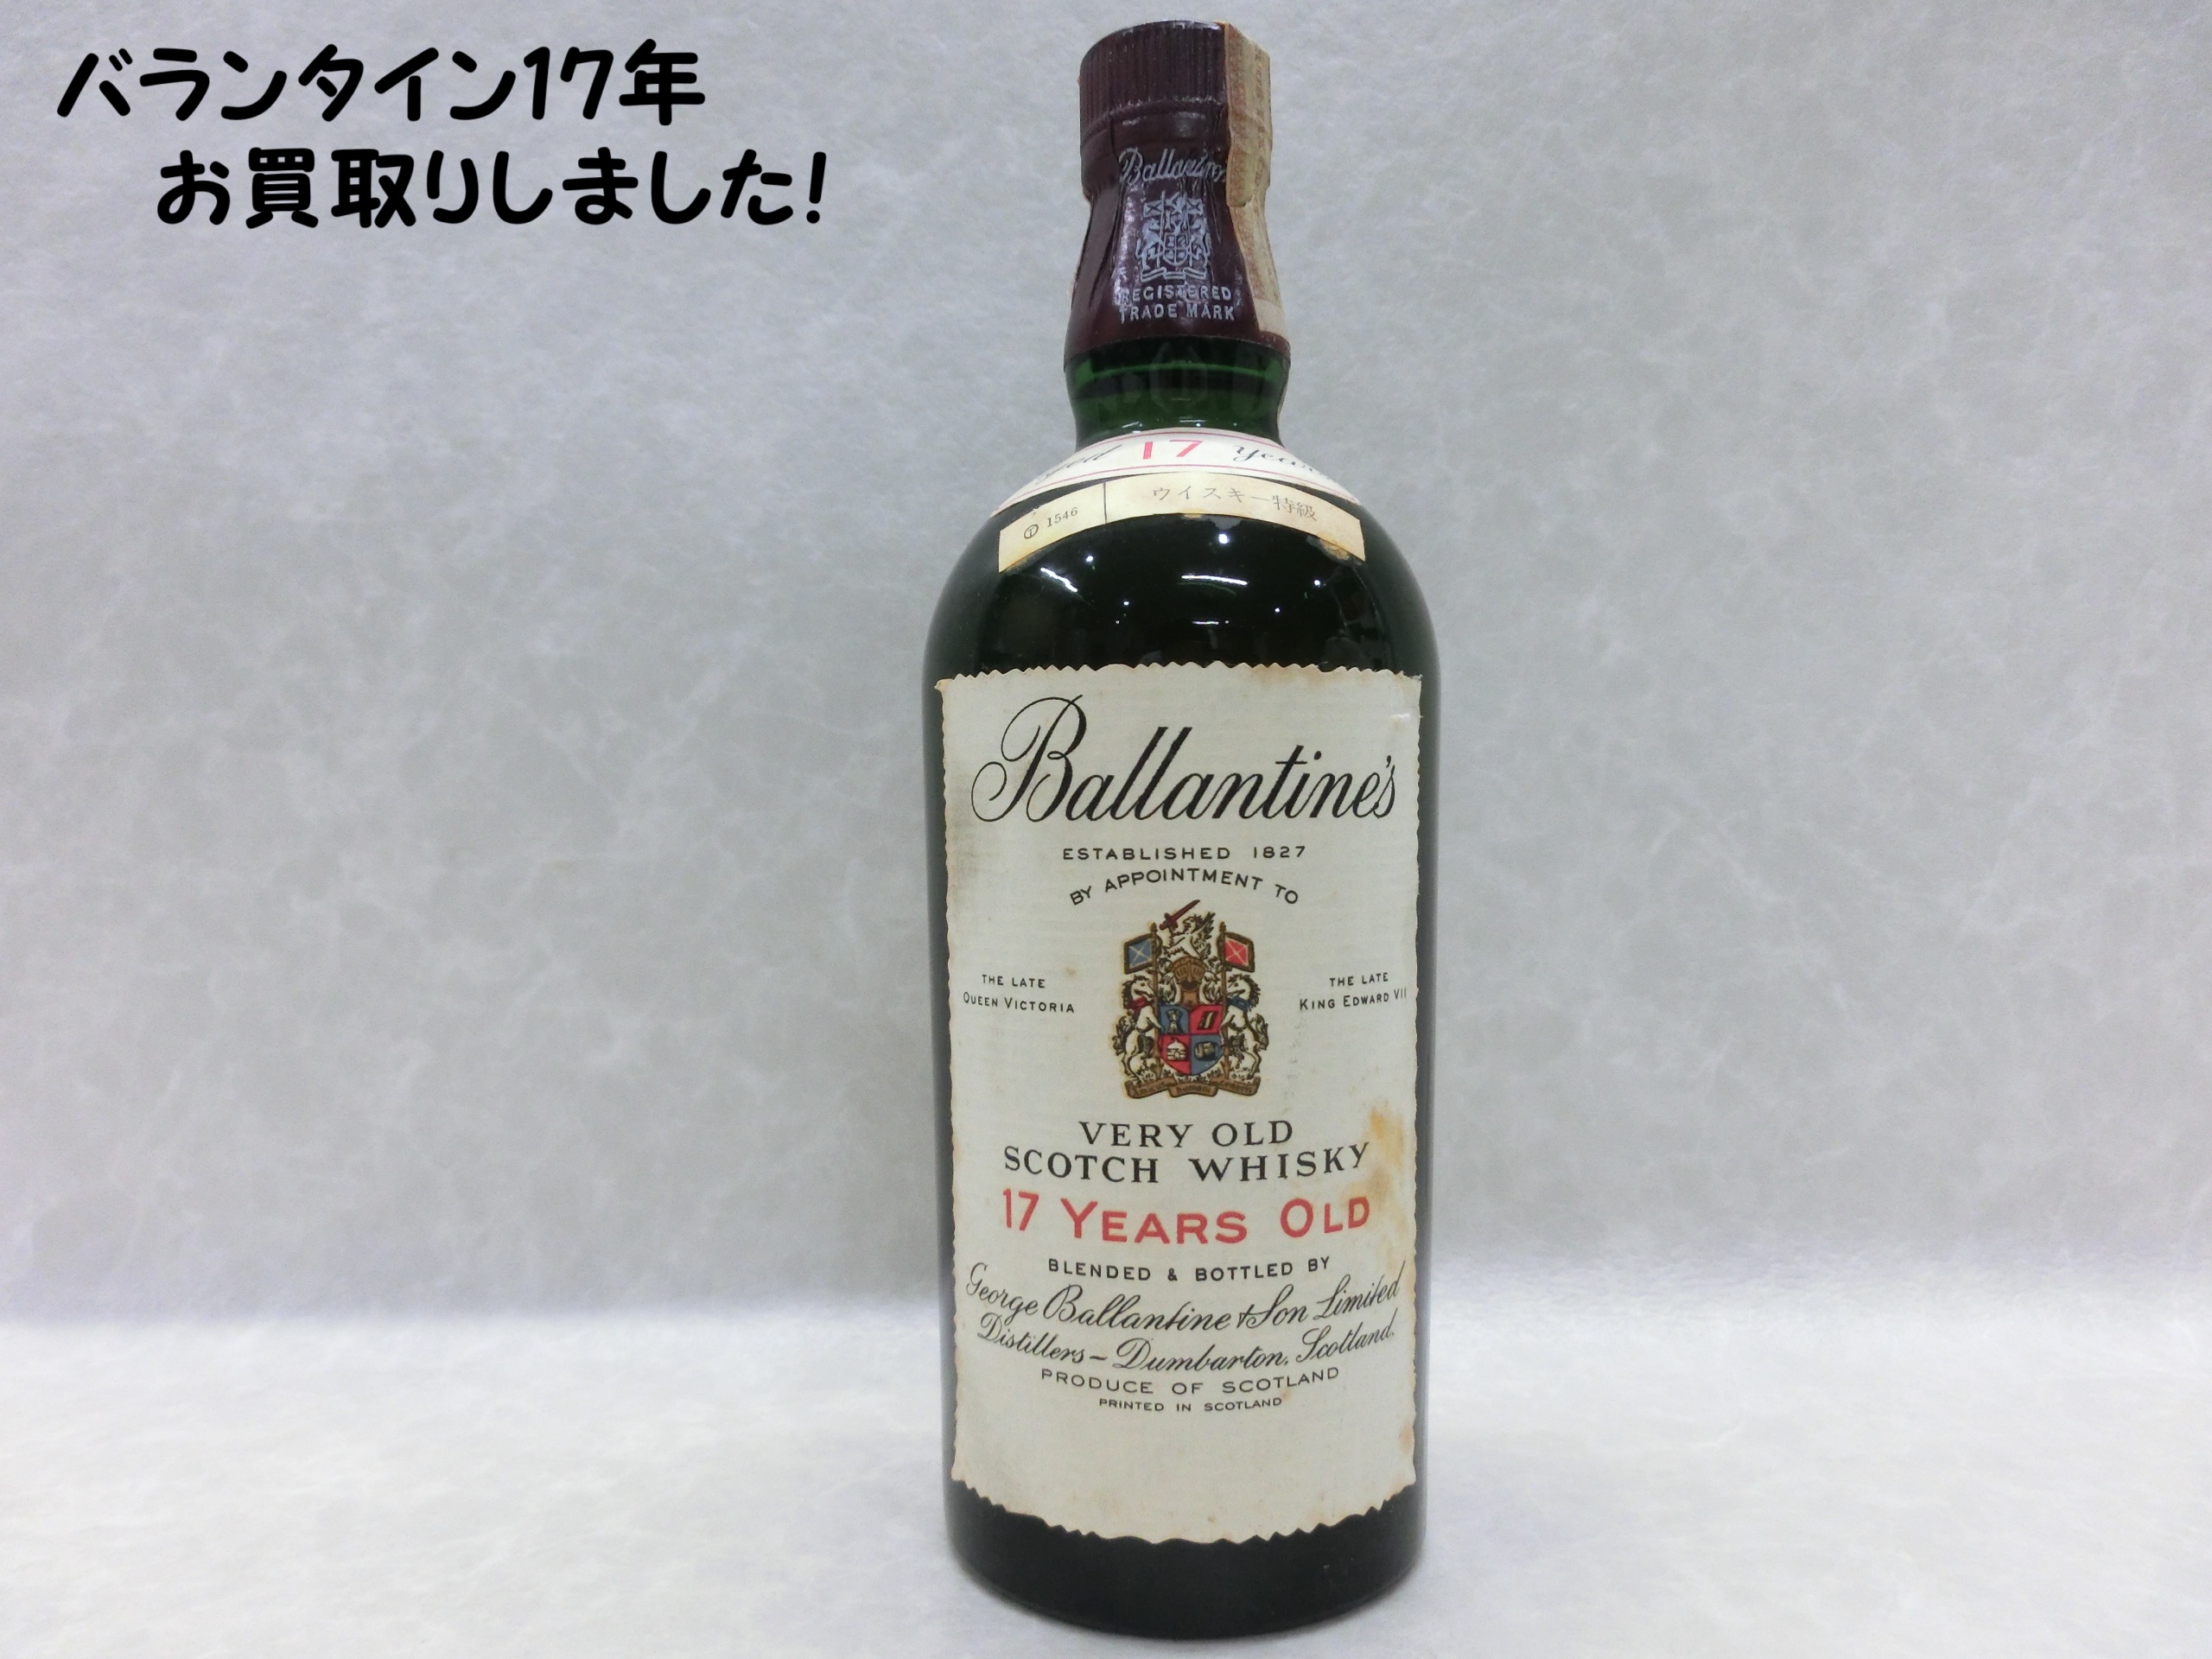 バランタイン17年
お買取りしました!
Ballantine's
REGISTERED
TRADE MARK
17 Years
Ⓣ 1546 ウイスキー特級
Ballantine's
ESTABLISHED 1827
BY APPOINTMENT TO
THE LATE
QUEEN VICTORIA
THE LATE
KING EDWARD VII
VERY OLD
SCOTCH WHISKY
17 YEARS OLD
BLENDED & BOTTLED BY
George Ballantine & Son Limited
Distillers – Dumbarton, Scotland.
PRODUCE OF SCOTLAND
PRINTED IN SCOTLAND